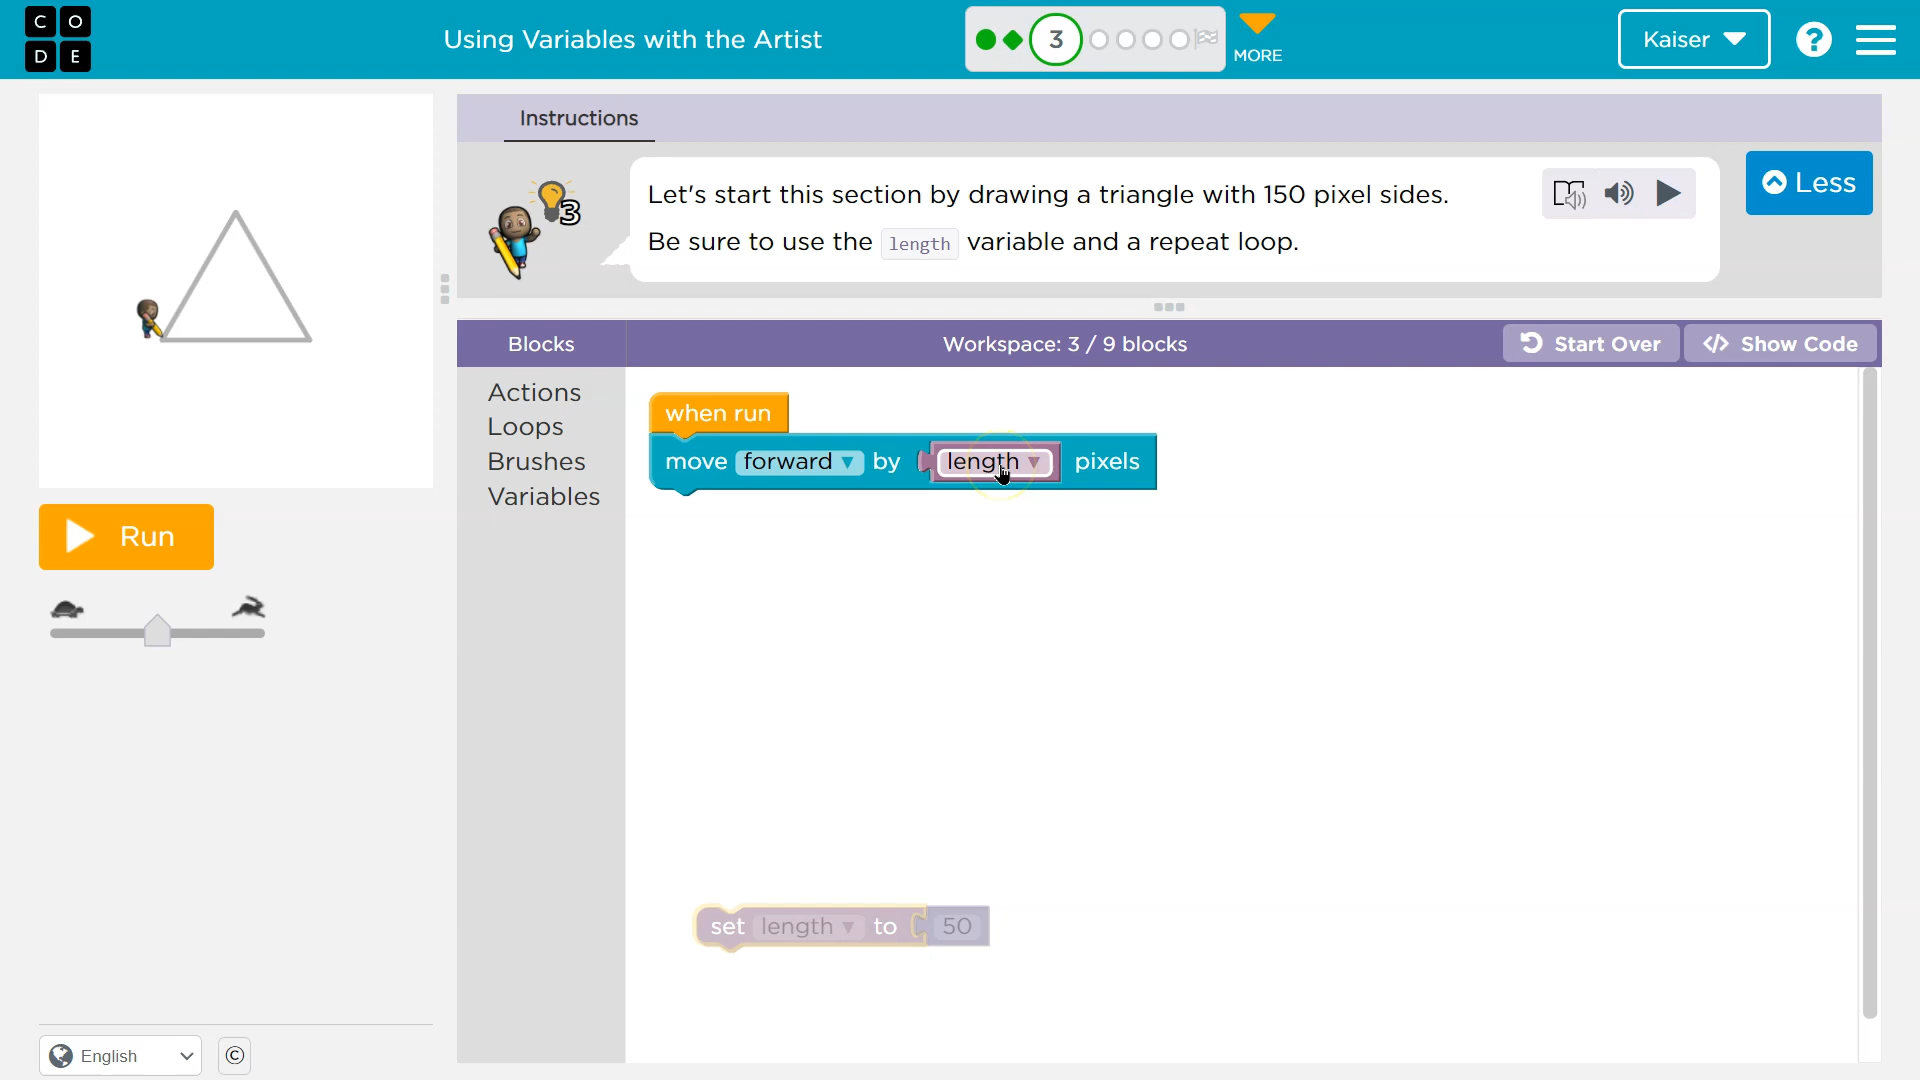 C O
D E
Using Variables with the Artist
3
MORE
Kaiser
?
Instructions
3
Let's start this section by drawing a triangle with 150 pixel sides.
Be sure to use the length variable and a repeat loop.
Less
Blocks
Workspace: 3 / 9 blocks
Start Over
</> Show Code
Actions
Loops
Brushes
Variables
when run
move forward by length pixels
Run
set length to 50
English
©